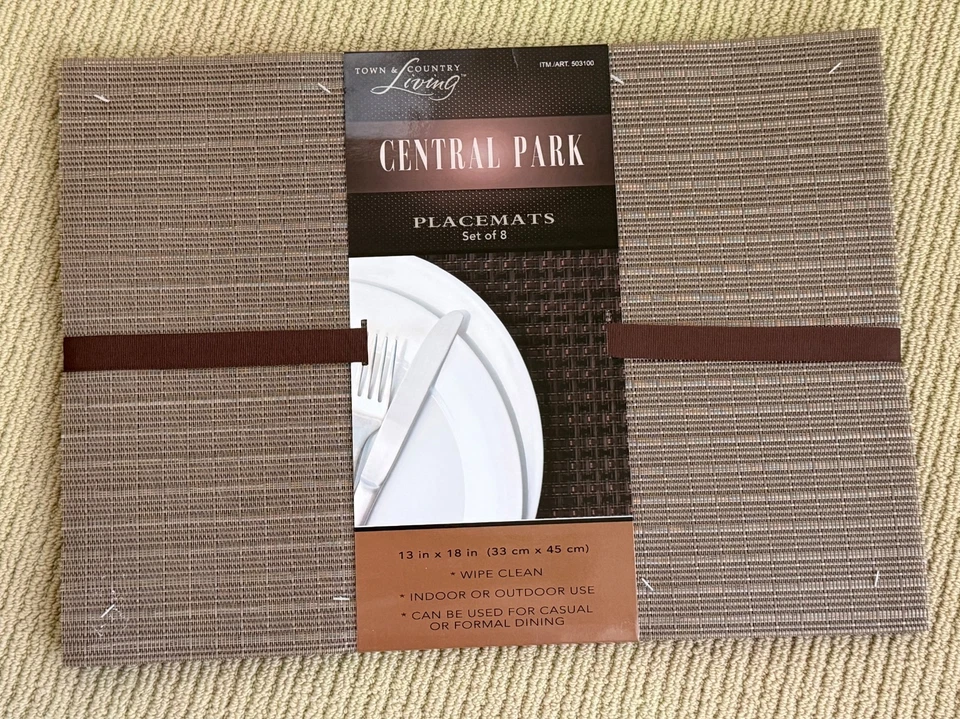 TOWN & COUNTRY
Living™
ITM./ART. 503100
CENTRAL PARK
PLACEMATS
Set of 8
13 in x 18 in (33 cm x 45 cm)
* WIPE CLEAN
* INDOOR OR OUTDOOR USE
* CAN BE USED FOR CASUAL
OR FORMAL DINING